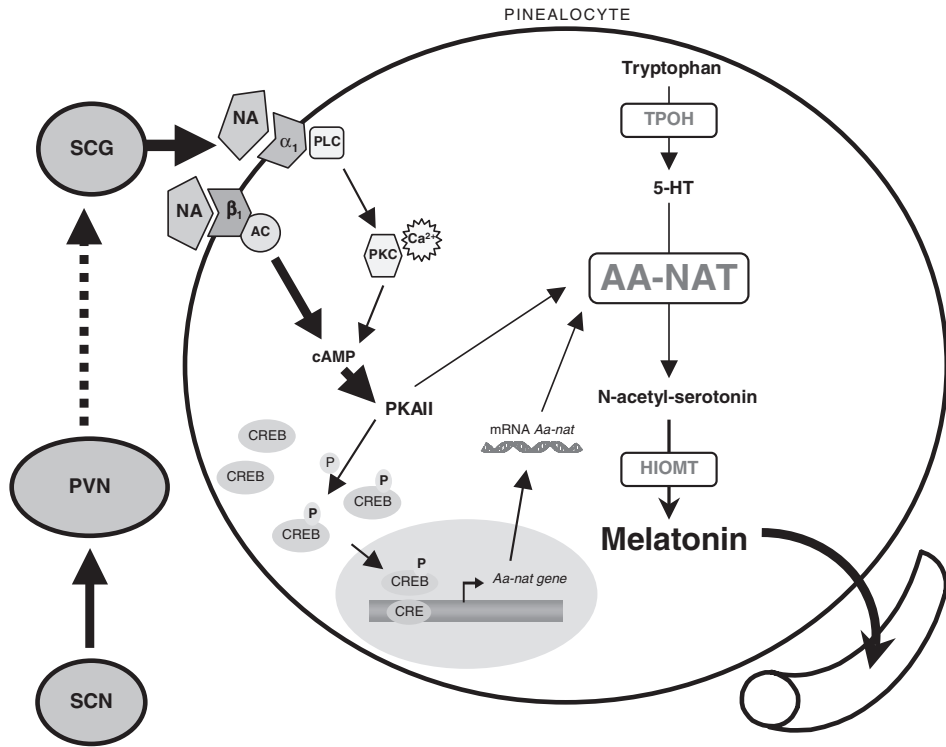 PINEALOCYTE
Tryptophan
TPOH
5-HT
AA-NAT
N-acetyl-serotonin
HIOMT
Melatonin
SCG
PVN
SCN
NA
α1
PLC
NA
β1
AC
PKC
Ca2+
cAMP
PKAII
CREB
CREB
P
P
CREB
P
CREB
P
CREB
CRE
Aa-nat gene
mRNA Aa-nat